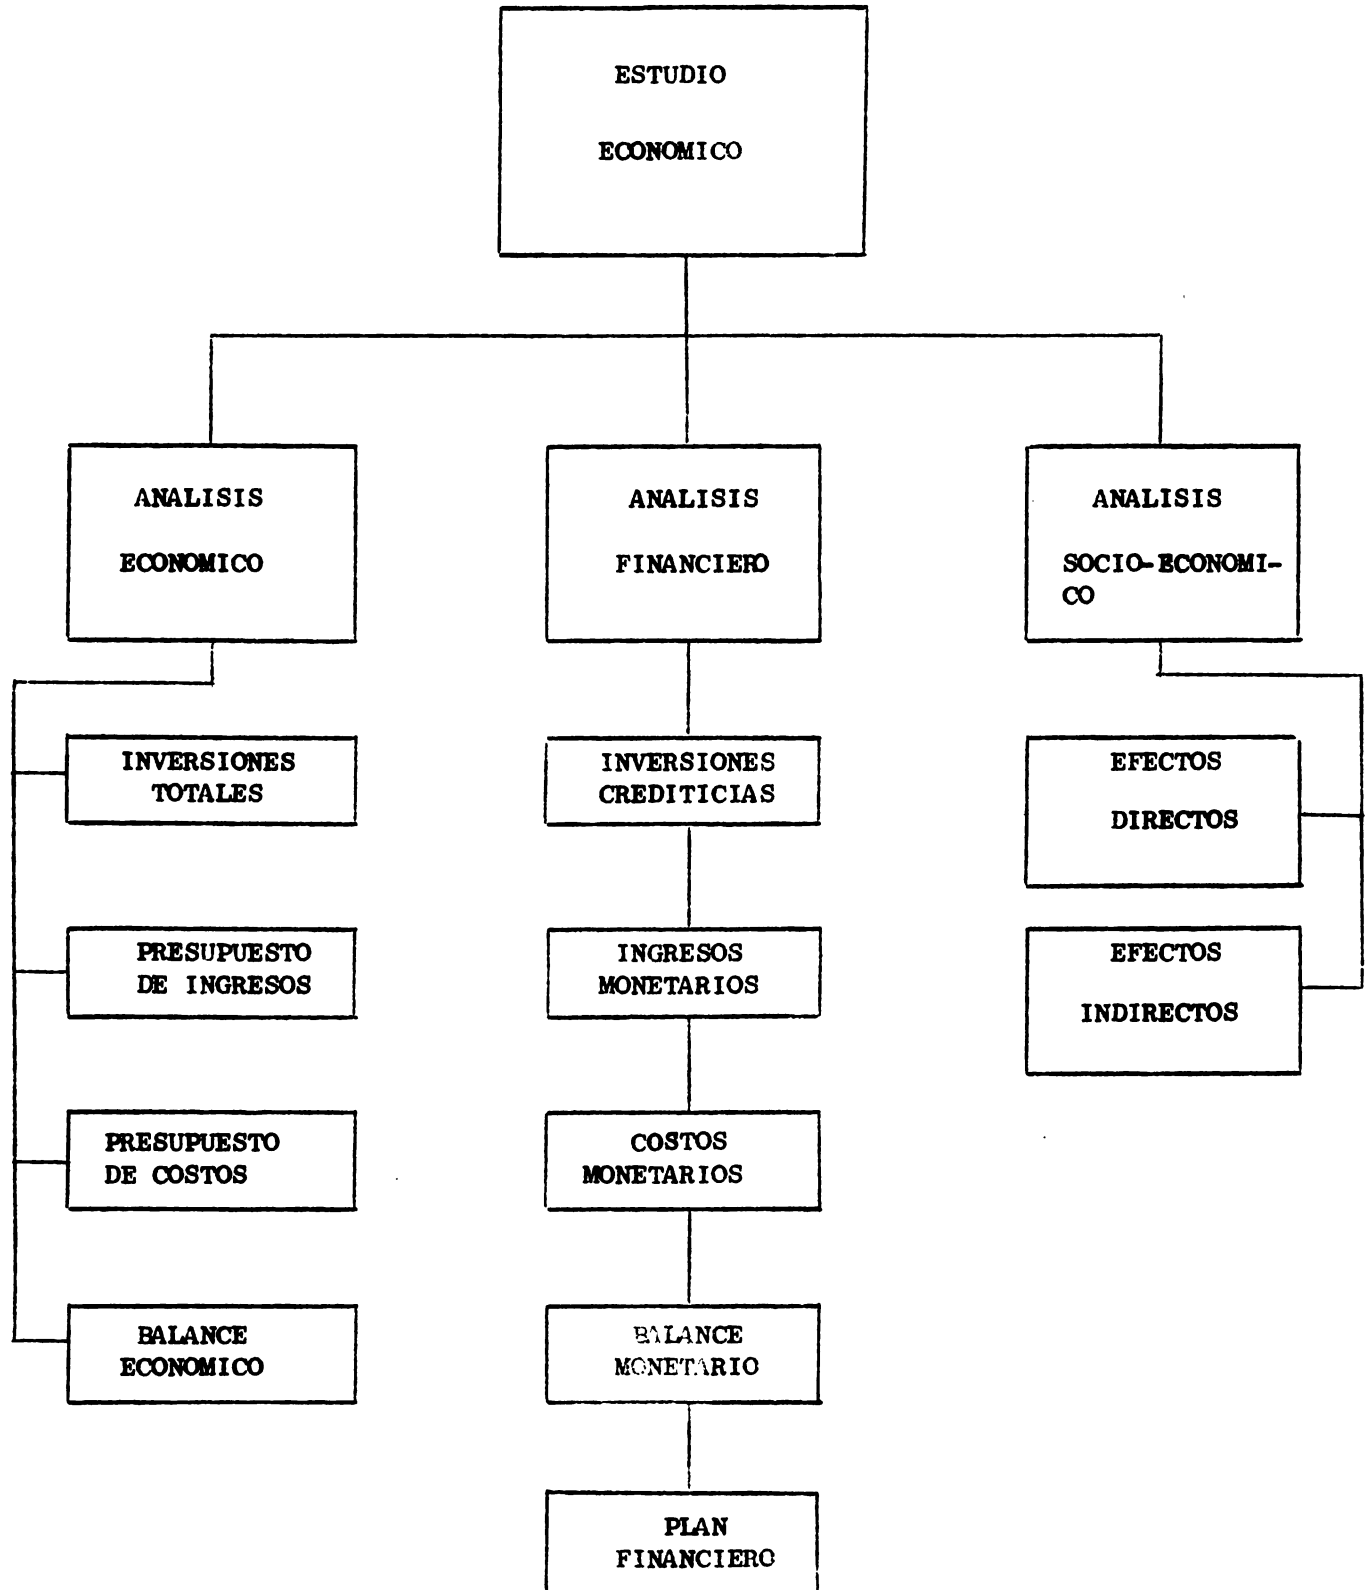 ESTUDIO
ECONOMICO
ANALISIS
ECONOMICO
ANALISIS
FINANCIERO
ANALISIS
SOCIO-ECONOMI-
CO
INVERSIONES
TOTALES
PRESUPUESTO
DE INGRESOS
PRESUPUESTO
DE COSTOS
BALANCE
ECONOMICO
INVERSIONES
CREDITICIAS
INGRESOS
MONETARIOS
COSTOS
MONETARIOS
BALANCE
MONETARIO
PLAN
FINANCIERO
EFECTOS
DIRECTOS
EFECTOS
INDIRECTOS